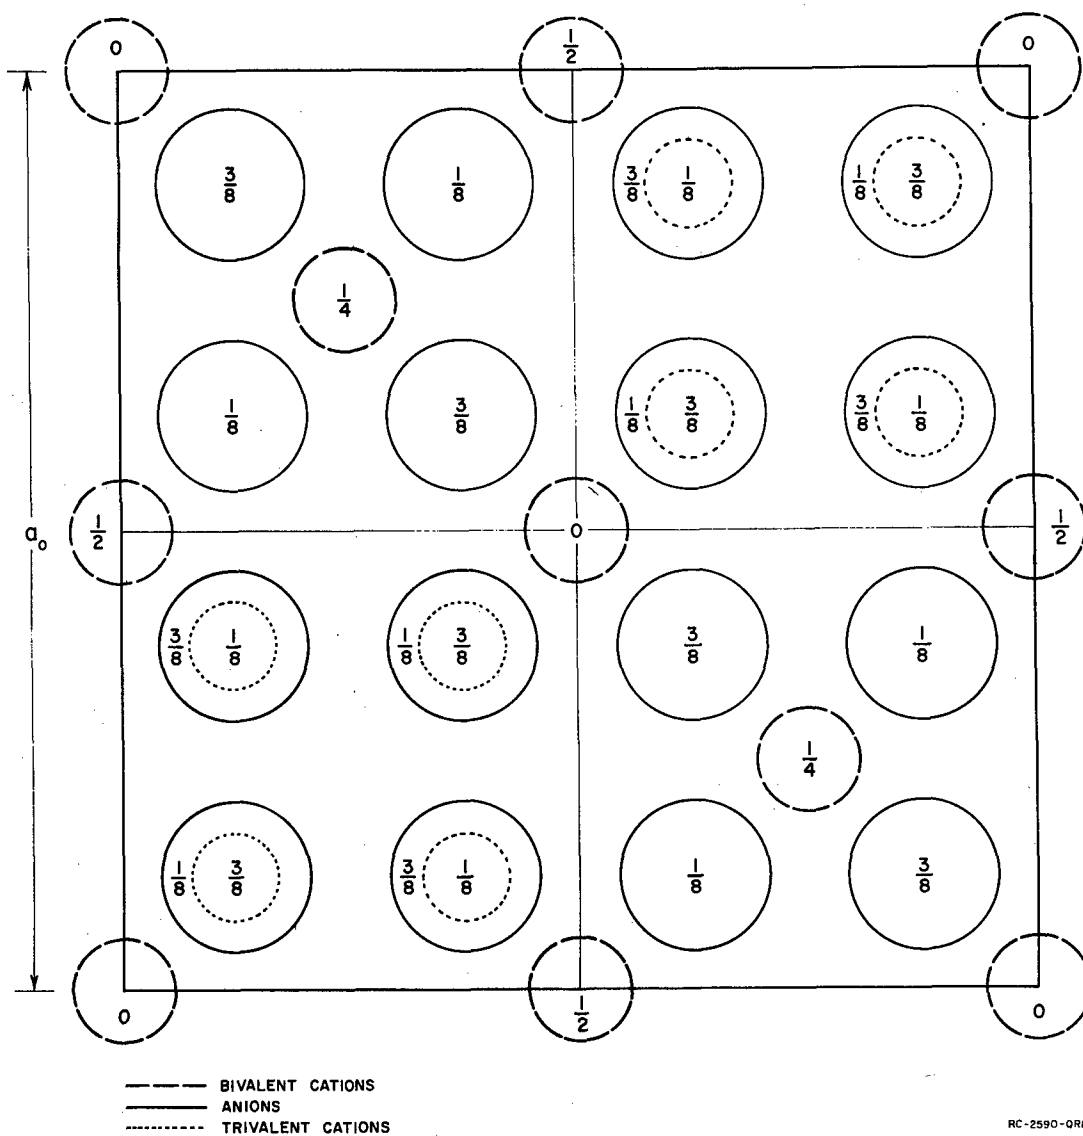 0 1/2 0
3/8 1/8 3/8 1/8 1/8 3/8
1/4
1/8 3/8 1/8 3/8 3/8 1/8
a₀ 1/2 0 1/2
3/8 1/8 1/8 3/8 3/8 1/8
1/4
1/8 3/8 3/8 1/8 1/8 3/8
0 1/2 0
BIVALENT CATIONS
ANIONS
TRIVALENT CATIONS